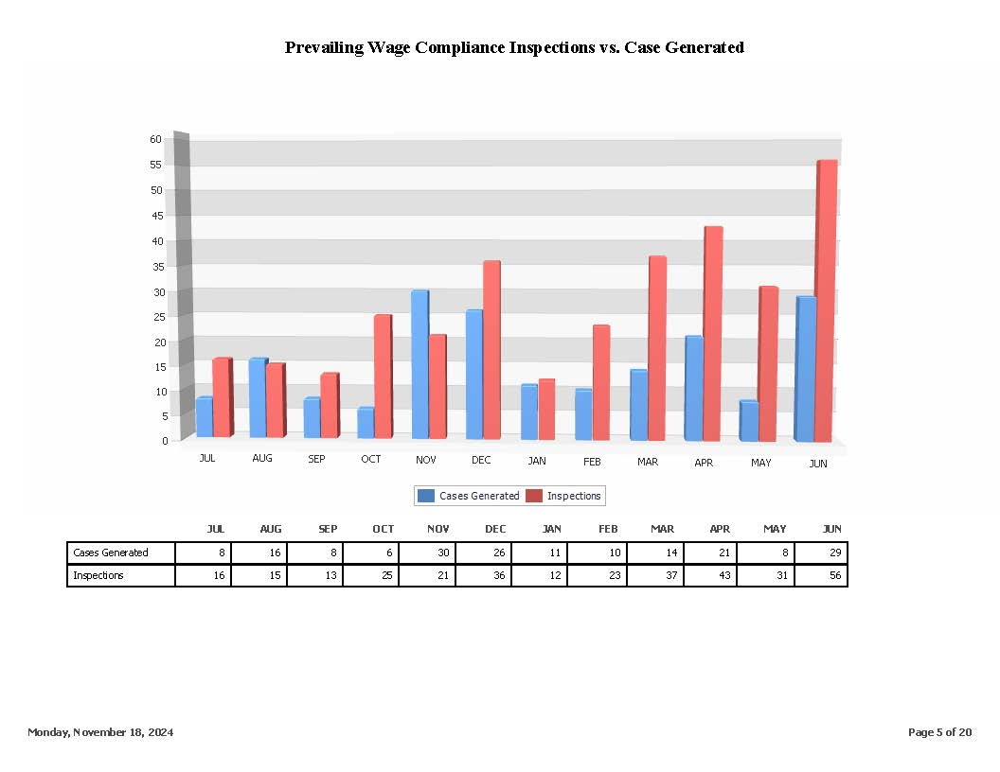 Prevailing Wage Compliance Inspections vs. Case Generated
60
55
50
45
40
35
30
25
20
15
10
5
0
JUL AUG SEP OCT NOV DEC JAN FEB MAR APR MAY JUN
Cases Generated Inspections
JUL AUG SEP OCT NOV DEC JAN FEB MAR APR MAY JUN
Cases Generated 8 16 8 6 30 26 11 10 14 21 8 29
Inspections 16 15 13 25 21 36 12 23 37 43 31 56
Monday, November 18, 2024 Page 5 of 20